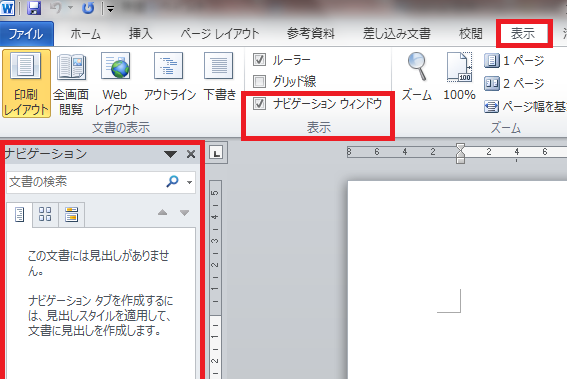 ファイル ホーム 挿入 ページ レイアウト 参考資料 差し込み文書 校閲 表示
印刷レイアウト
全画面閲覧
Web レイアウト
アウトライン
下書き
文書の表示
ルーラー
グリッド線
ナビゲーション ウィンドウ
表示
ズーム
100%
1 ページ
2 ページ
ページ幅を基
ズーム
ナビゲーション
文書の検索
この文書には見出しがありませ
ん。
ナビゲーション タブを作成するに
は、見出しスタイルを適用して、
文書に見出しを作成します。
8 6 4 2 2 4 6